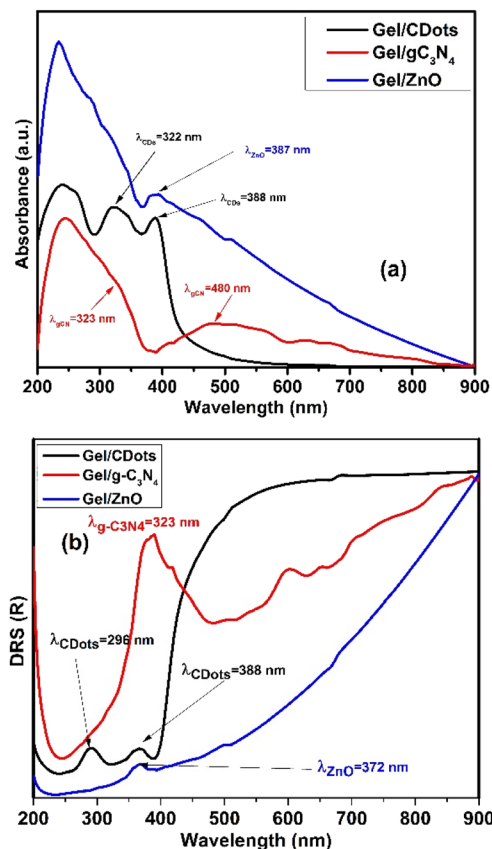 Gel/CDots
Gel/gC₃N₄
Gel/ZnO
λCDs=322 nm
λZnO=387 nm
λCDs=388 nm
(a)
λgCN=480 nm
λgCN=323 nm
Absorbance (a.u.)
200 300 400 500 600 700 800 900
Wavelength (nm)
Gel/CDots
Gel/g-C₃N₄
Gel/ZnO
λg-C3N4=323 nm
(b)
λCDots=296 nm
λCDots=388 nm
λZnO=372 nm
DRS (R)
200 300 400 500 600 700 800 900
Wavelength (nm)